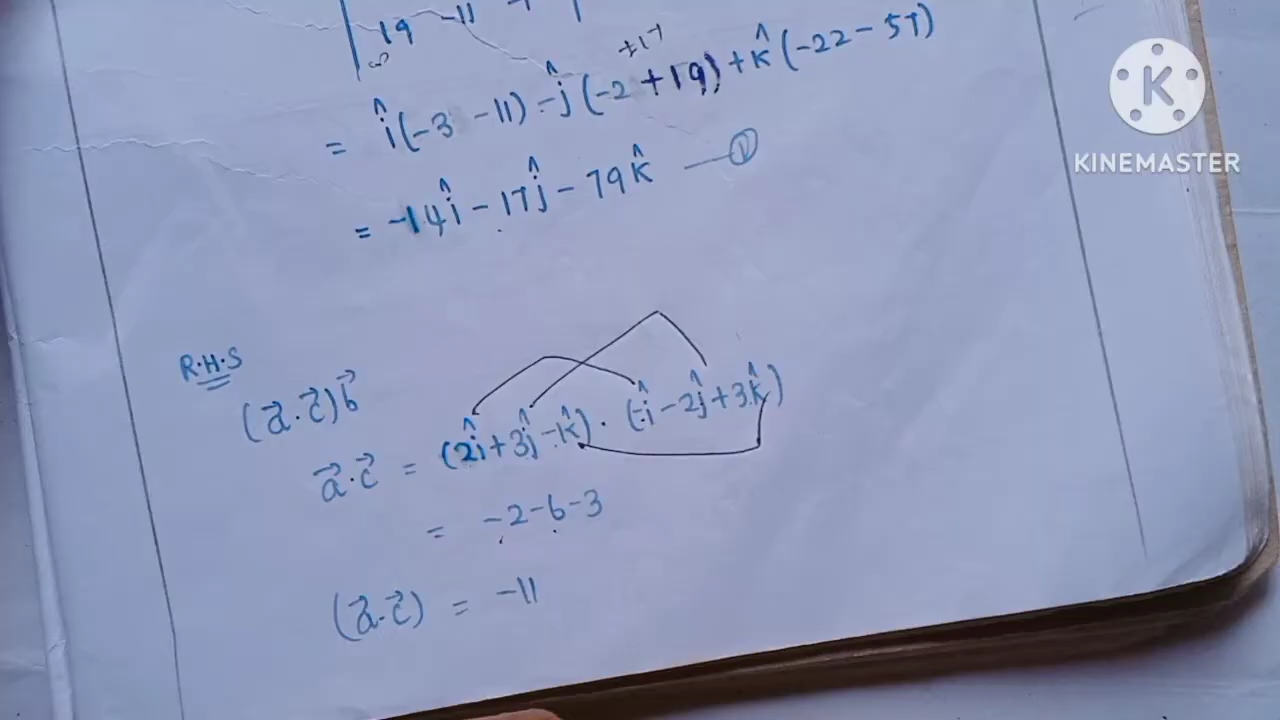 19 -11
+17
= î(-3 -11) - ĵ(-2 +19) + k̂(-22 - 57)
= -14î - 17ĵ - 79k̂ — ①
K
KINEMASTER
R.H.S
(a⃗·c⃗)b⃗
a⃗·c⃗ = (2î + 3ĵ - k̂) · (-î - 2ĵ + 3k̂)
= -2-6-3
(a⃗·c⃗) = -11